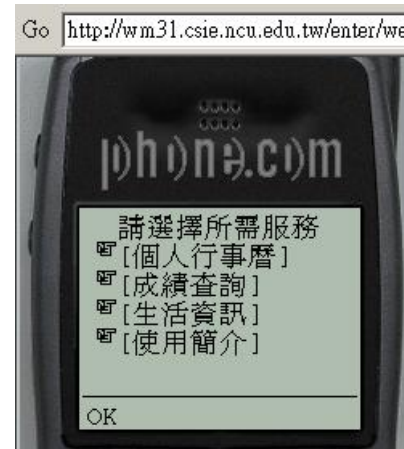 Go http://wm31.csie.ncu.edu.tw/enter/we
phone.com
請選擇所需服務
[個人行事曆]
[成績查詢]
[生活資訊]
[使用簡介]
OK